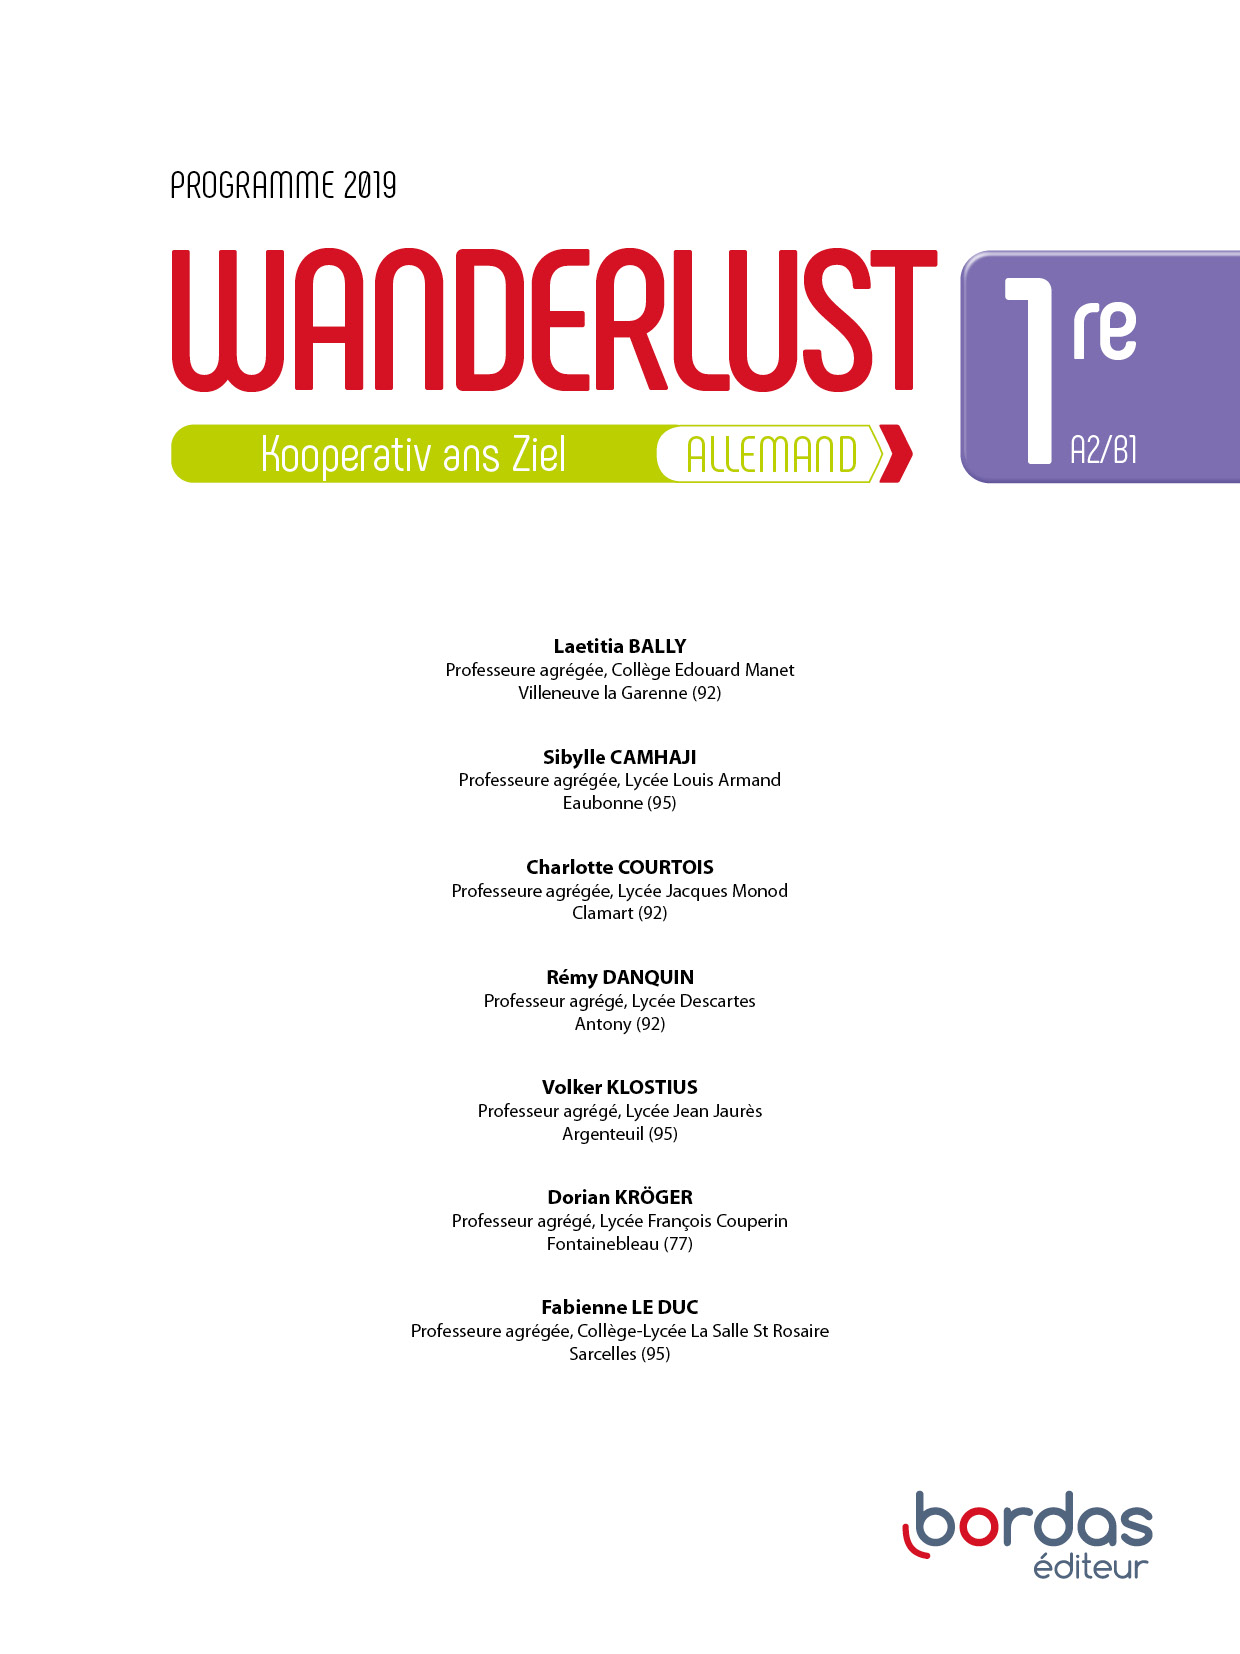 PROGRAMME 2019
WANDERLUST
1re
Kooperativ ans Ziel ALLEMAND
A2/B1
Laetitia BALLY
Professeure agrégée, Collège Edouard Manet
Villeneuve la Garenne (92)
Sibylle CAMHAJI
Professeure agrégée, Lycée Louis Armand
Eaubonne (95)
Charlotte COURTOIS
Professeure agrégée, Lycée Jacques Monod
Clamart (92)
Rémy DANQUIN
Professeur agrégé, Lycée Descartes
Antony (92)
Volker KLOSTIUS
Professeur agrégé, Lycée Jean Jaurès
Argenteuil (95)
Dorian KRÖGER
Professeur agrégé, Lycée François Couperin
Fontainebleau (77)
Fabienne LE DUC
Professeure agrégée, Collège-Lycée La Salle St Rosaire
Sarcelles (95)
bordas
éditeur